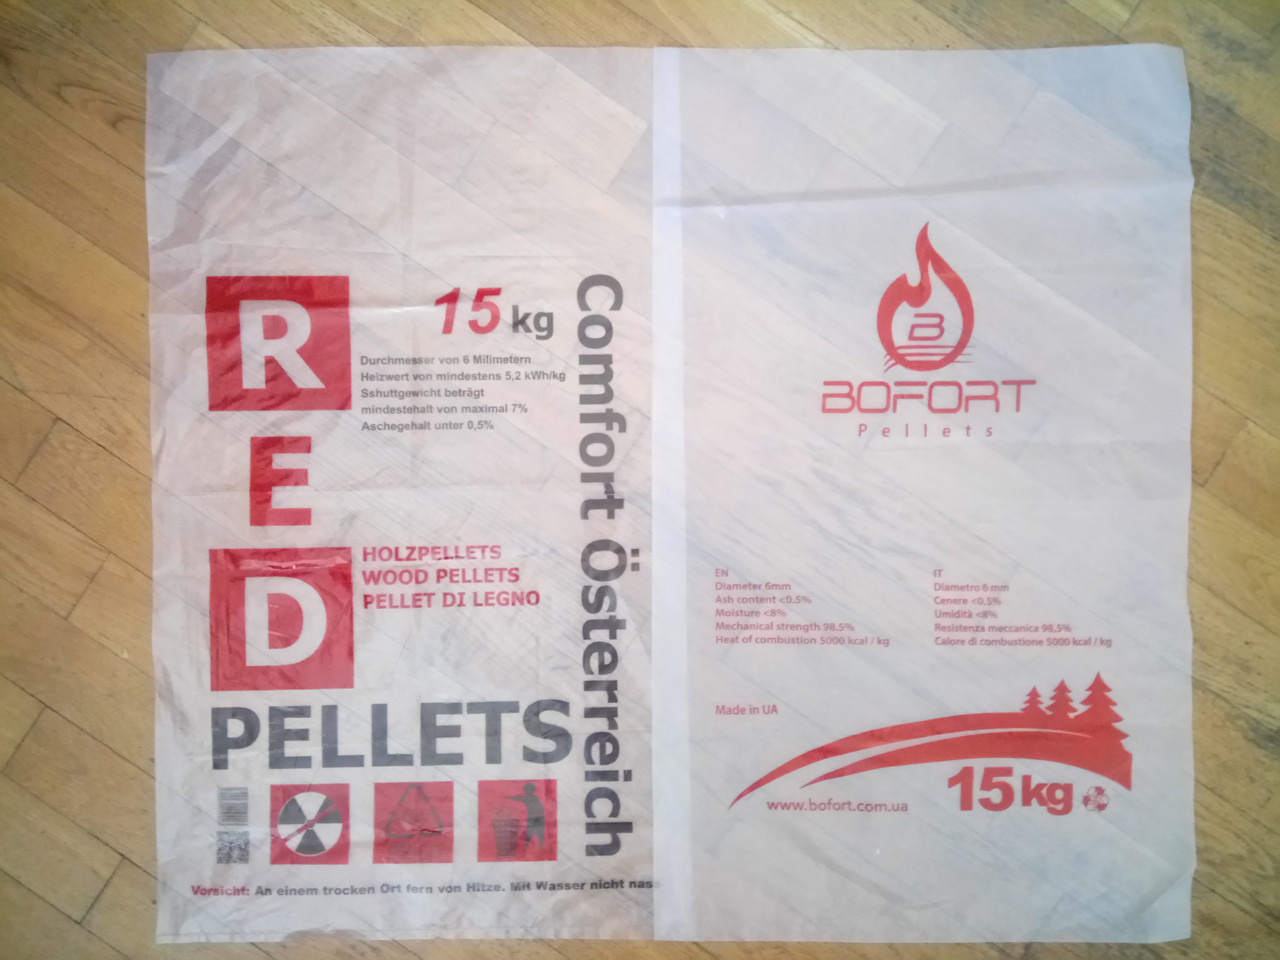 RED
PELLETS
15 kg
Durchmesser von 6 Milimetern
Heizwert von mindestens 5,2 kWh/kg
Sshuttgewicht beträgt
mindestehalt von maximal 7%
Aschegehalt unter 0,5%
HOLZPELLETS
WOOD PELLETS
PELLET DI LEGNO
Comfort Österreich
Vorsicht: An einem trocken Ort fern von Hitze. Mit Wasser nicht nas
B
BOFORT
Pellets
EN
Diameter 6mm
Ash content <0.5%
Moisture <8%
Mechanical strength 98.5%
Heat of combustion 5000 kcal / kg
IT
Diametro 6 mm
Cenere <0,5%
Umidità <8%
Resistenza meccanica 98,5%
Calore di combustione 5000 kcal / kg
Made in UA
www.bofort.com.ua
15kg